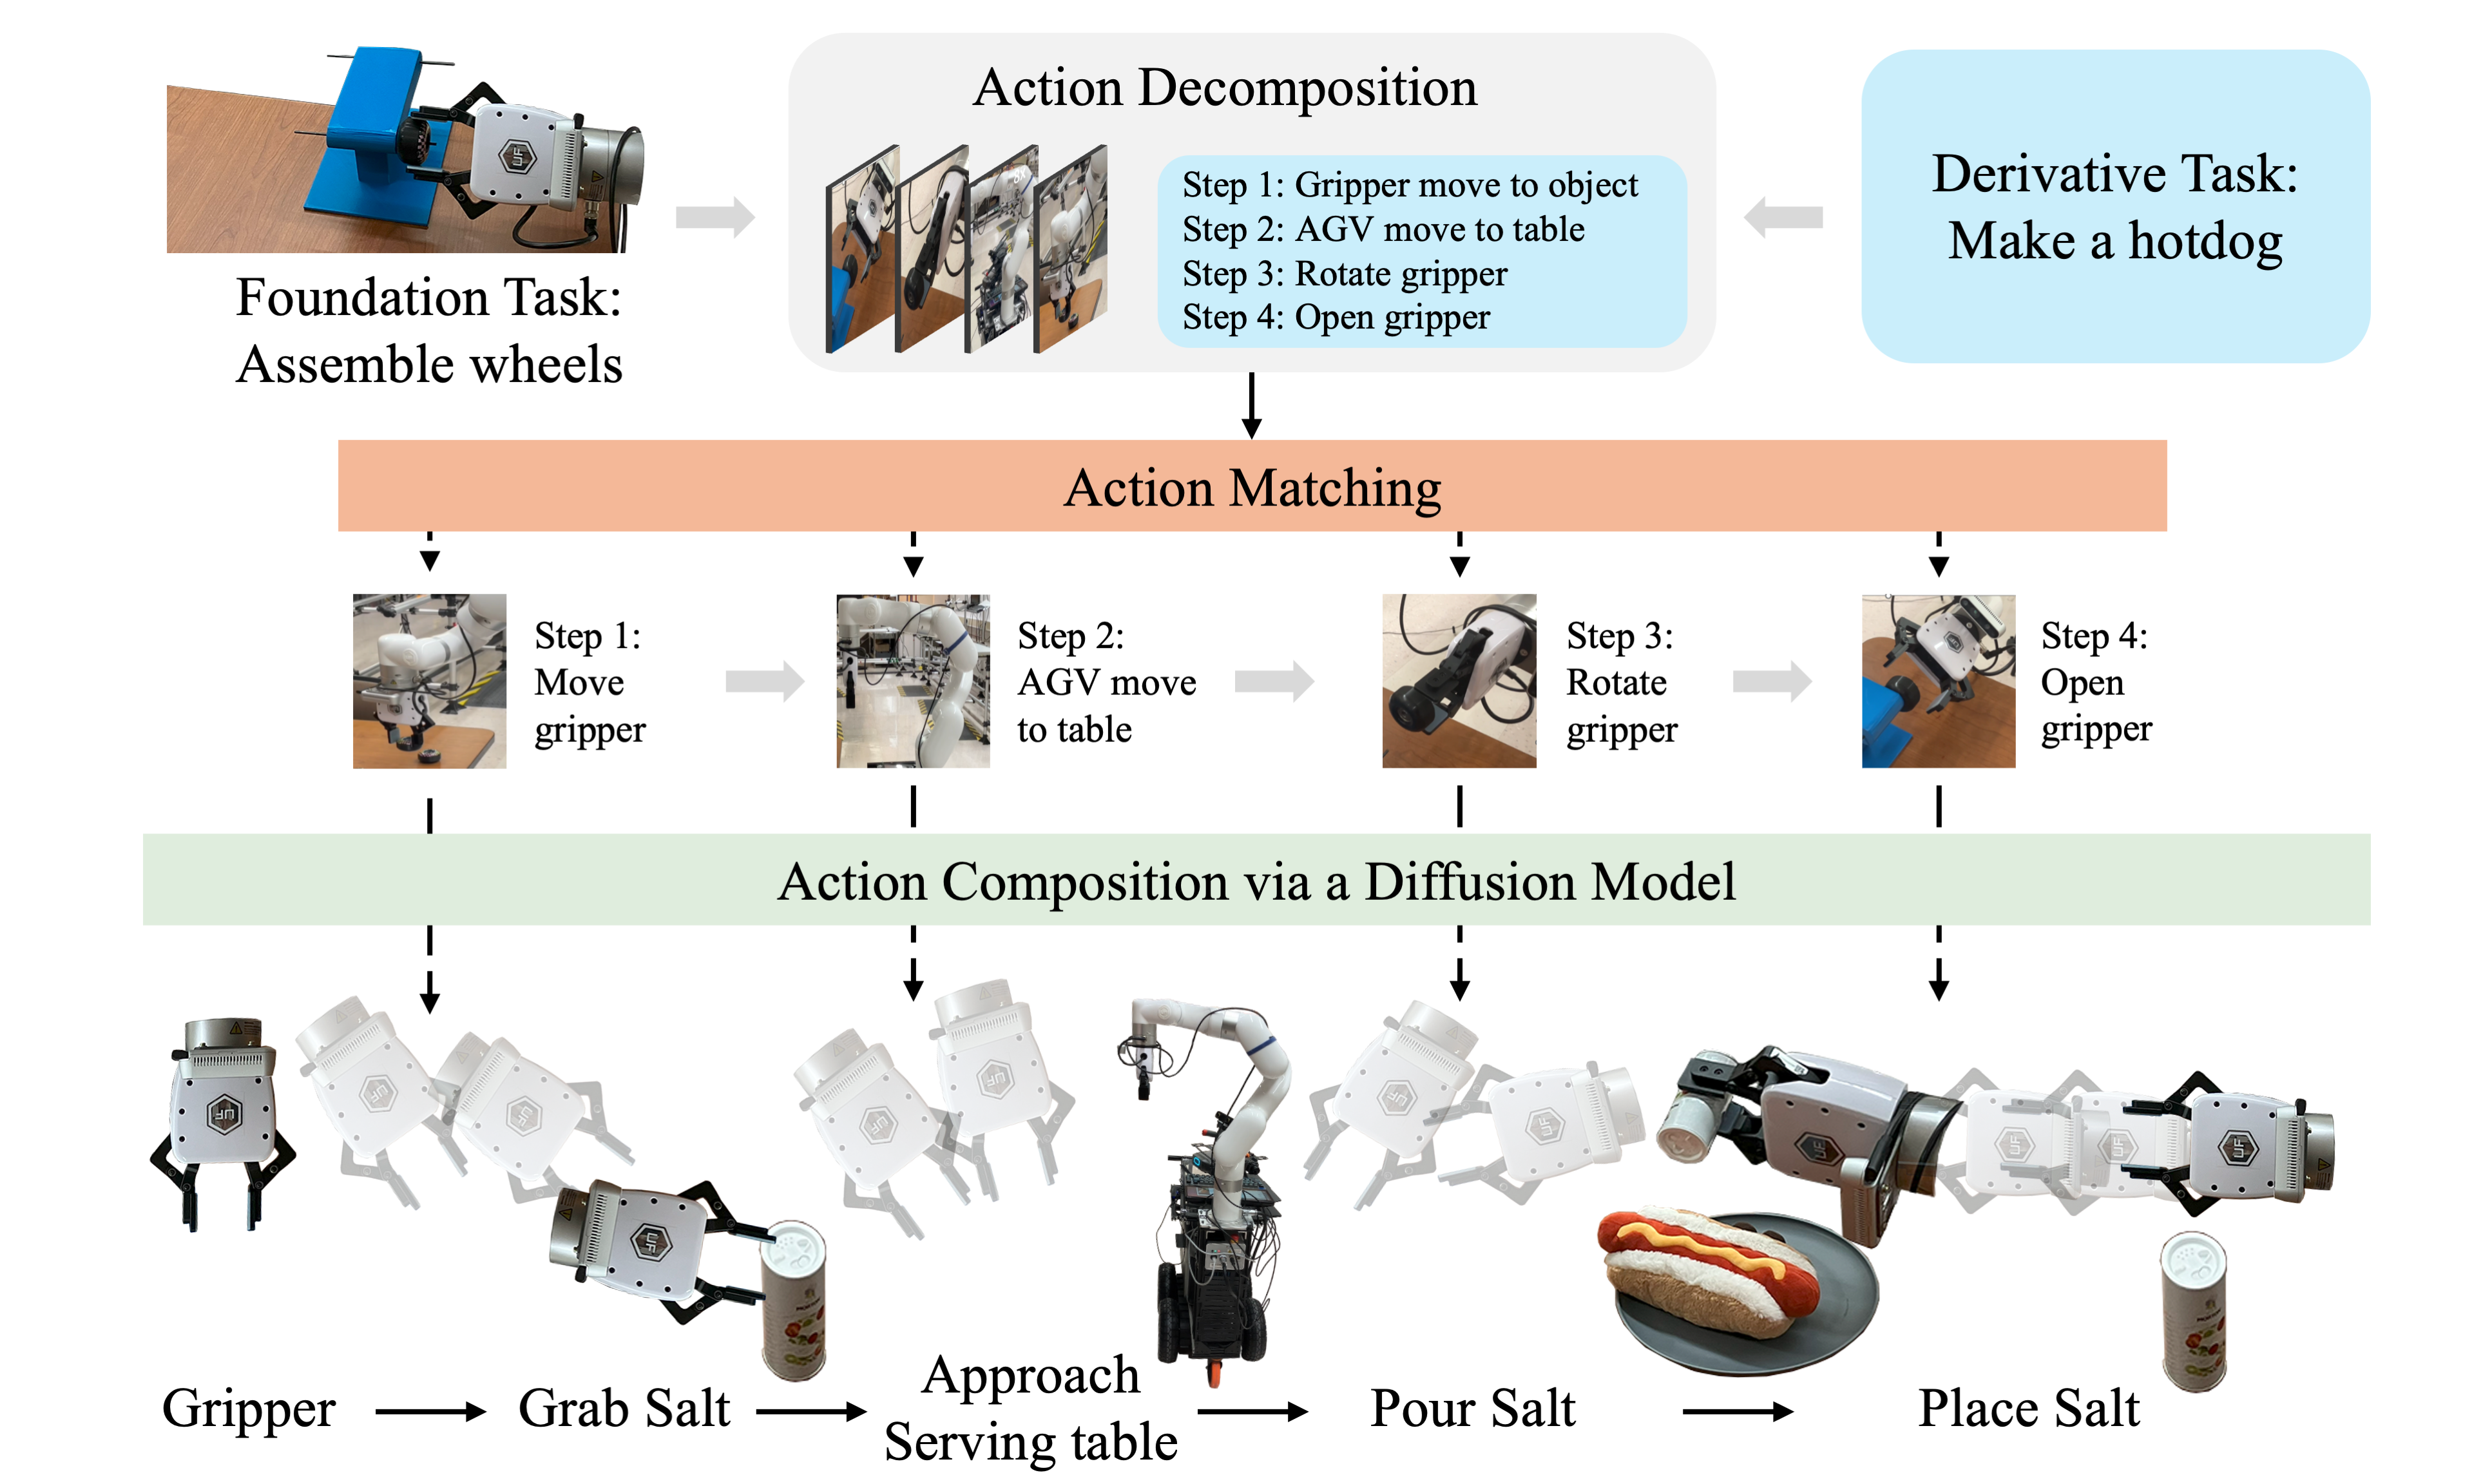 Action Decomposition
Step 1: Gripper move to object
Step 2: AGV move to table
Step 3: Rotate gripper
Step 4: Open gripper
Derivative Task:
Make a hotdog
Foundation Task:
Assemble wheels
Action Matching
Step 1:
Move
gripper
Step 2:
AGV move
to table
Step 3:
Rotate
gripper
Step 4:
Open
gripper
Action Composition via a Diffusion Model
Gripper
Grab Salt
Approach
Serving table
Pour Salt
Place Salt